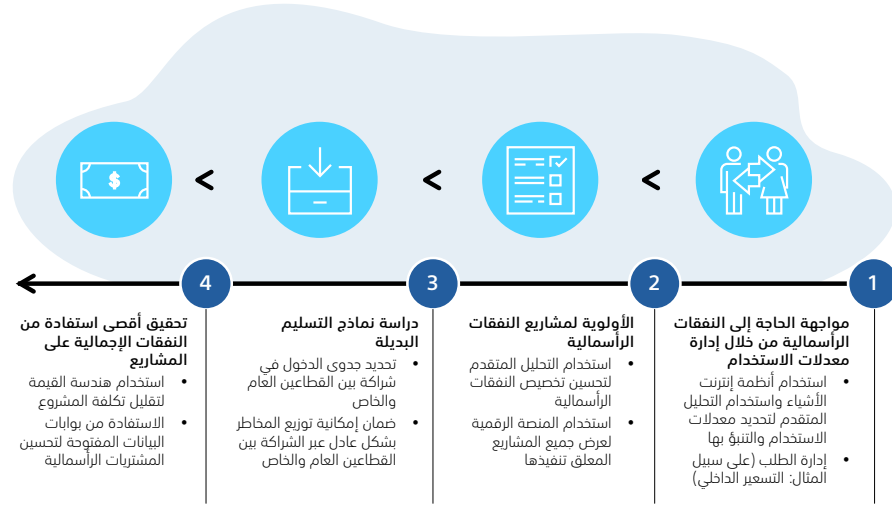 $
1
مواجهة الحاجة إلى النفقات
الرأسمالية من خلال إدارة
معدلات الاستخدام
• استخدام أنظمة إنترنت
الأشياء واستخدام التحليل
المتقدم لتحديد معدلات
الاستخدام والتنبؤ بها
• إدارة الطلب (على سبيل
المثال: التسعير الداخلي)
2
الأولوية لمشاريع النفقات
الرأسمالية
• استخدام التحليل المتقدم
لتحسين تخصيص النفقات
الرأسمالية
• استخدام المنصة الرقمية
لعرض جميع المشاريع
المعلق تنفيذها
3
دراسة نماذج التسليم
البديلة
• تحديد جدوى الدخول في
شراكة بين القطاعين العام
والخاص
• ضمان إمكانية توزيع المخاطر
بشكل عادل عبر الشراكة بين
القطاعين العام والخاص
4
تحقيق أقصى استفادة من
النفقات الإجمالية على
المشاريع
• استخدام هندسة القيمة
لتقليل تكلفة المشروع
• الاستفادة من بوابات
البيانات المفتوحة لتحسين
المشتريات الرأسمالية